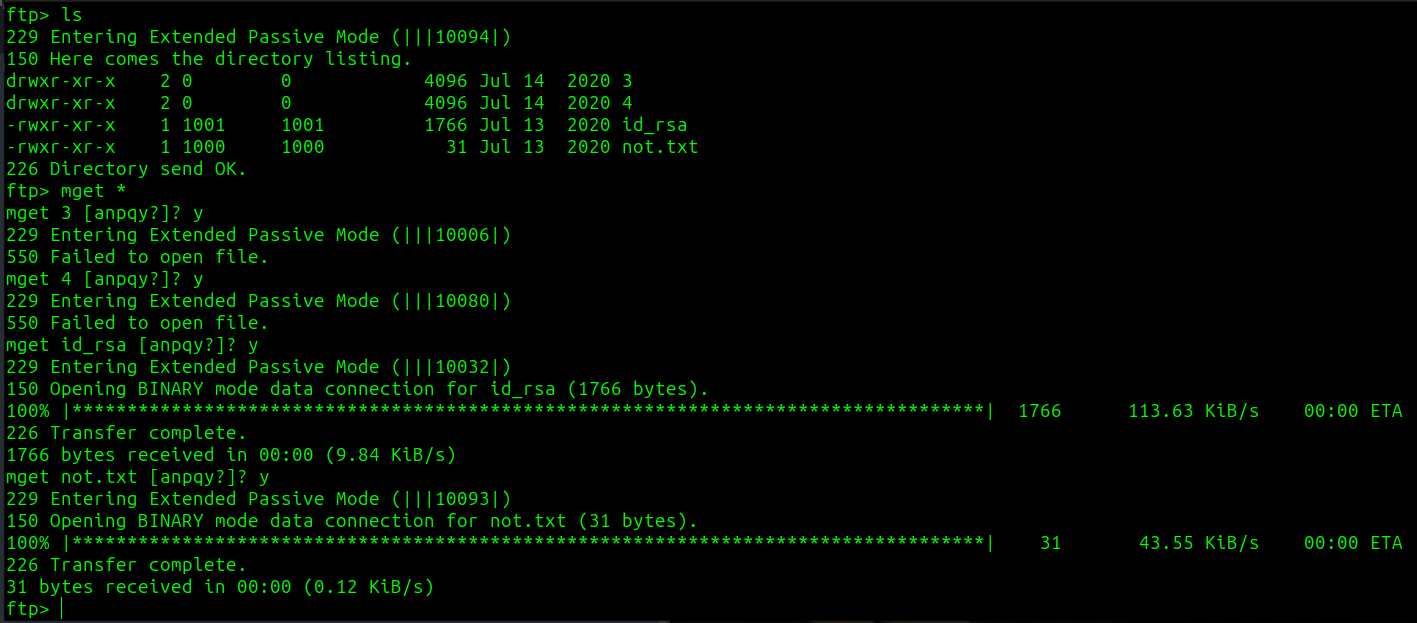 ftp> ls
229 Entering Extended Passive Mode (|||10094|)
150 Here comes the directory listing.
drwxr-xr-x    2 0        0            4096 Jul 14  2020 3
drwxr-xr-x    2 0        0            4096 Jul 14  2020 4
-rwxr-xr-x    1 1001     1001         1766 Jul 13  2020 id_rsa
-rwxr-xr-x    1 1000     1000           31 Jul 13  2020 not.txt
226 Directory send OK.
ftp> mget *
mget 3 [anpqy?]? y
229 Entering Extended Passive Mode (|||10006|)
550 Failed to open file.
mget 4 [anpqy?]? y
229 Entering Extended Passive Mode (|||10080|)
550 Failed to open file.
mget id_rsa [anpqy?]? y
229 Entering Extended Passive Mode (|||10032|)
150 Opening BINARY mode data connection for id_rsa (1766 bytes).
100% |***********************************************************************************|  1766      113.63 KiB/s    00:00 ETA
226 Transfer complete.
1766 bytes received in 00:00 (9.84 KiB/s)
mget not.txt [anpqy?]? y
229 Entering Extended Passive Mode (|||10093|)
150 Opening BINARY mode data connection for not.txt (31 bytes).
100% |***********************************************************************************|    31       43.55 KiB/s    00:00 ETA
226 Transfer complete.
31 bytes received in 00:00 (0.12 KiB/s)
ftp>